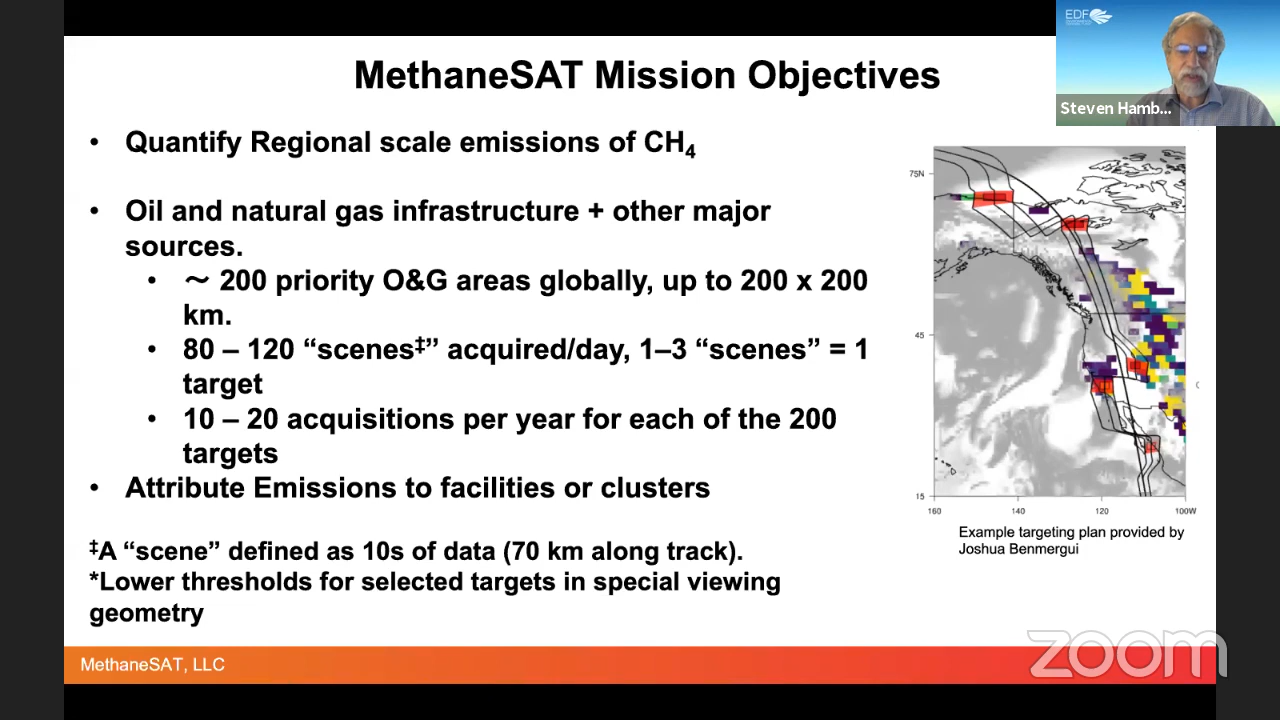 MethaneSAT Mission Objectives
EDF
Steven Hamb...
• Quantify Regional scale emissions of CH₄
• Oil and natural gas infrastructure + other major
sources.
• ～ 200 priority O&G areas globally, up to 200 x 200
km.
• 80 – 120 “scenes‡” acquired/day, 1–3 “scenes” = 1
target
• 10 – 20 acquisitions per year for each of the 200
targets
• Attribute Emissions to facilities or clusters
‡A “scene” defined as 10s of data (70 km along track).
*Lower thresholds for selected targets in special viewing
geometry
75N
45
15
160 140 120 100W
Example targeting plan provided by
Joshua Benmergui
MethaneSAT, LLC
zoom